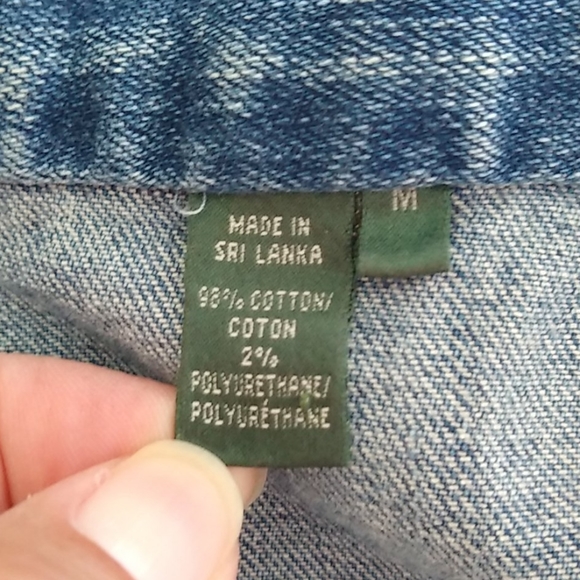 MADE IN
SRI LANKA
98% COTTON/
COTON
2%
POLYURETHANE/
POLYURÉTHANE
M